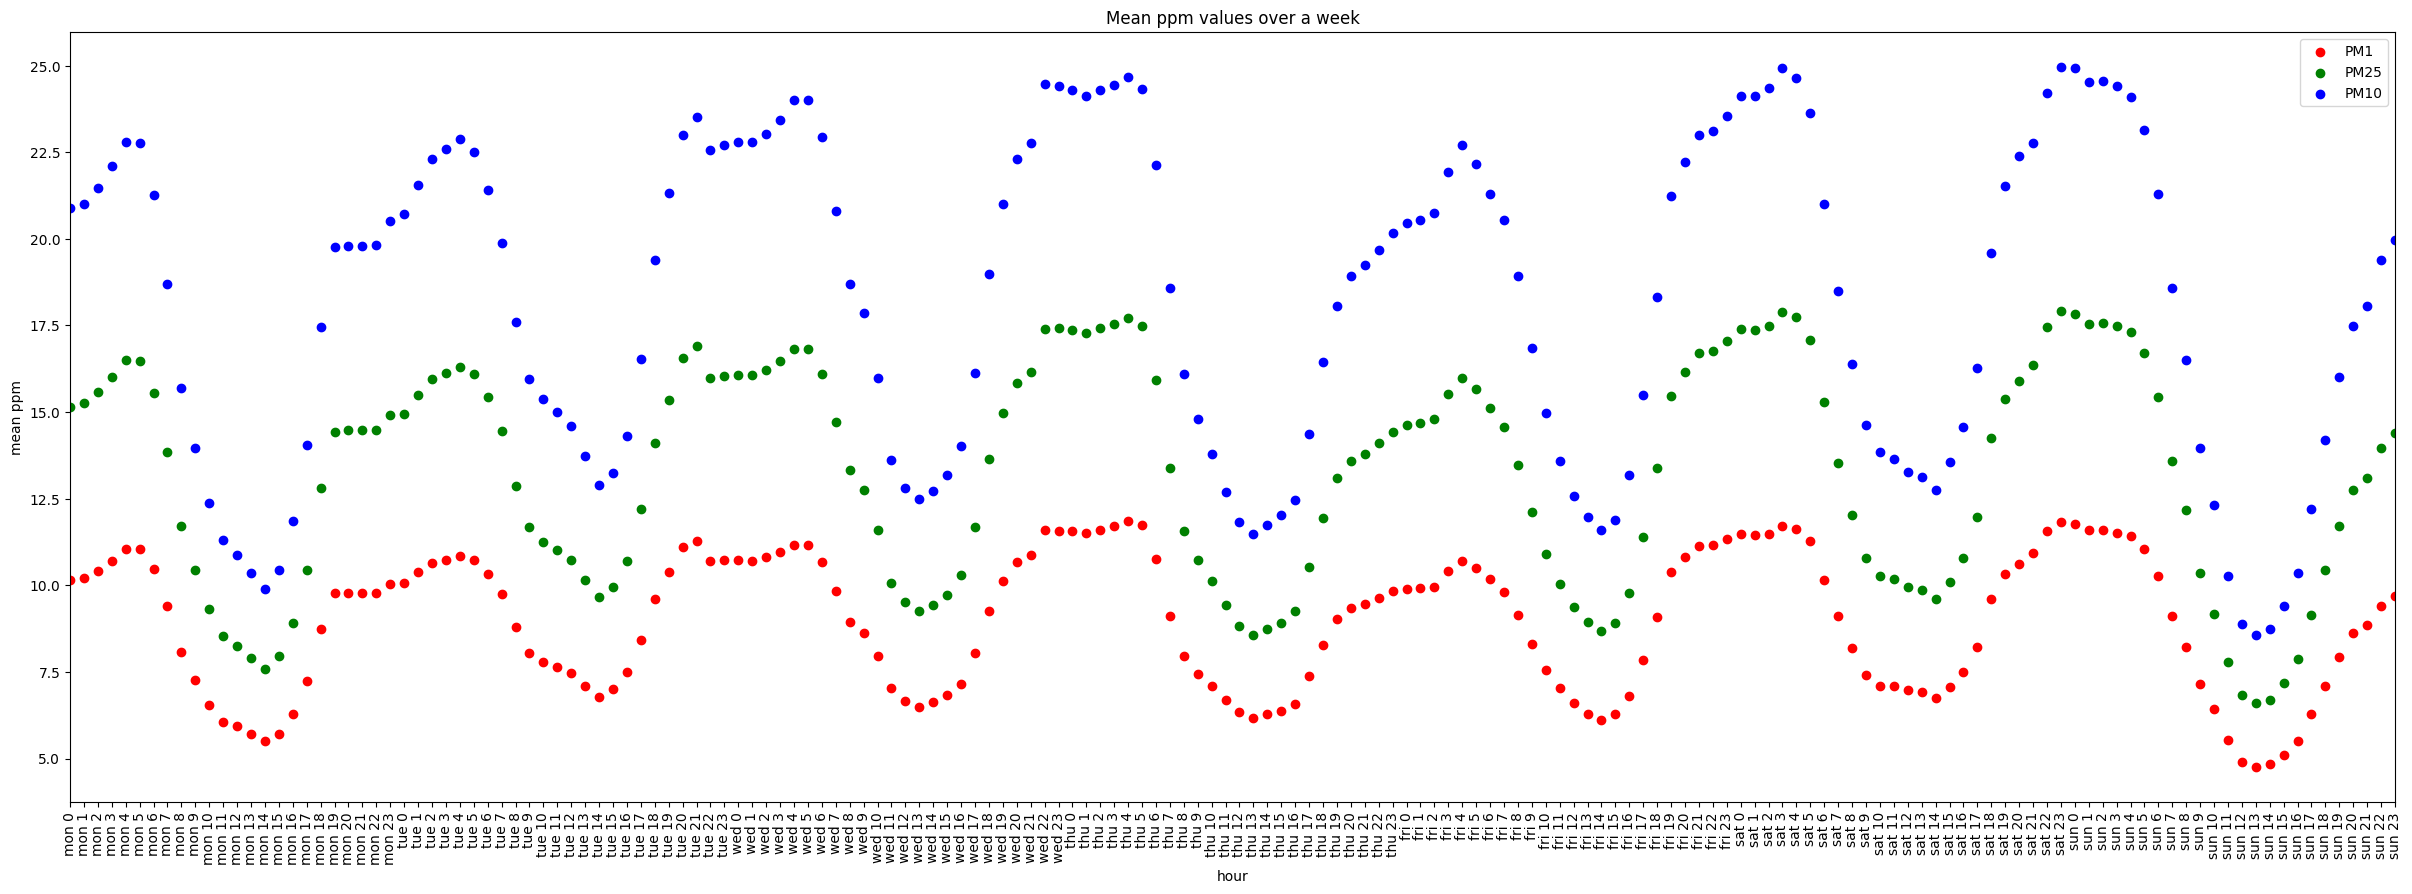 Mean ppm values over a week
PM1
PM25
PM10
mean ppm
25.0
22.5
20.0
17.5
15.0
12.5
10.0
7.5
5.0
mon 0 mon 1 mon 2 mon 3 mon 4 mon 5 mon 6 mon 7 mon 8 mon 9 mon 10 mon 11 mon 12 mon 13 mon 14 mon 15 mon 16 mon 17 mon 18 mon 19 mon 20 mon 21 mon 22 mon 23 tue 0 tue 1 tue 2 tue 3 tue 4 tue 5 tue 6 tue 7 tue 8 tue 9 tue 10 tue 11 tue 12 tue 13 tue 14 tue 15 tue 16 tue 17 tue 18 tue 19 tue 20 tue 21 tue 22 tue 23 wed 0 wed 1 wed 2 wed 3 wed 4 wed 5 wed 6 wed 7 wed 8 wed 9 wed 10 wed 11 wed 12 wed 13 wed 14 wed 15 wed 16 wed 17 wed 18 wed 19 wed 20 wed 21 wed 22 wed 23 thu 0 thu 1 thu 2 thu 3 thu 4 thu 5 thu 6 thu 7 thu 8 thu 9 thu 10 thu 11 thu 12 thu 13 thu 14 thu 15 thu 16 thu 17 thu 18 thu 19 thu 20 thu 21 thu 22 thu 23 fri 0 fri 1 fri 2 fri 3 fri 4 fri 5 fri 6 fri 7 fri 8 fri 9 fri 10 fri 11 fri 12 fri 13 fri 14 fri 15 fri 16 fri 17 fri 18 fri 19 fri 20 fri 21 fri 22 fri 23 sat 0 sat 1 sat 2 sat 3 sat 4 sat 5 sat 6 sat 7 sat 8 sat 9 sat 10 sat 11 sat 12 sat 13 sat 14 sat 15 sat 16 sat 17 sat 18 sat 19 sat 20 sat 21 sat 22 sat 23 sun 0 sun 1 sun 2 sun 3 sun 4 sun 5 sun 6 sun 7 sun 8 sun 9 sun 10 sun 11 sun 12 sun 13 sun 14 sun 15 sun 16 sun 17 sun 18 sun 19 sun 20 sun 21 sun 22 sun 23
hour